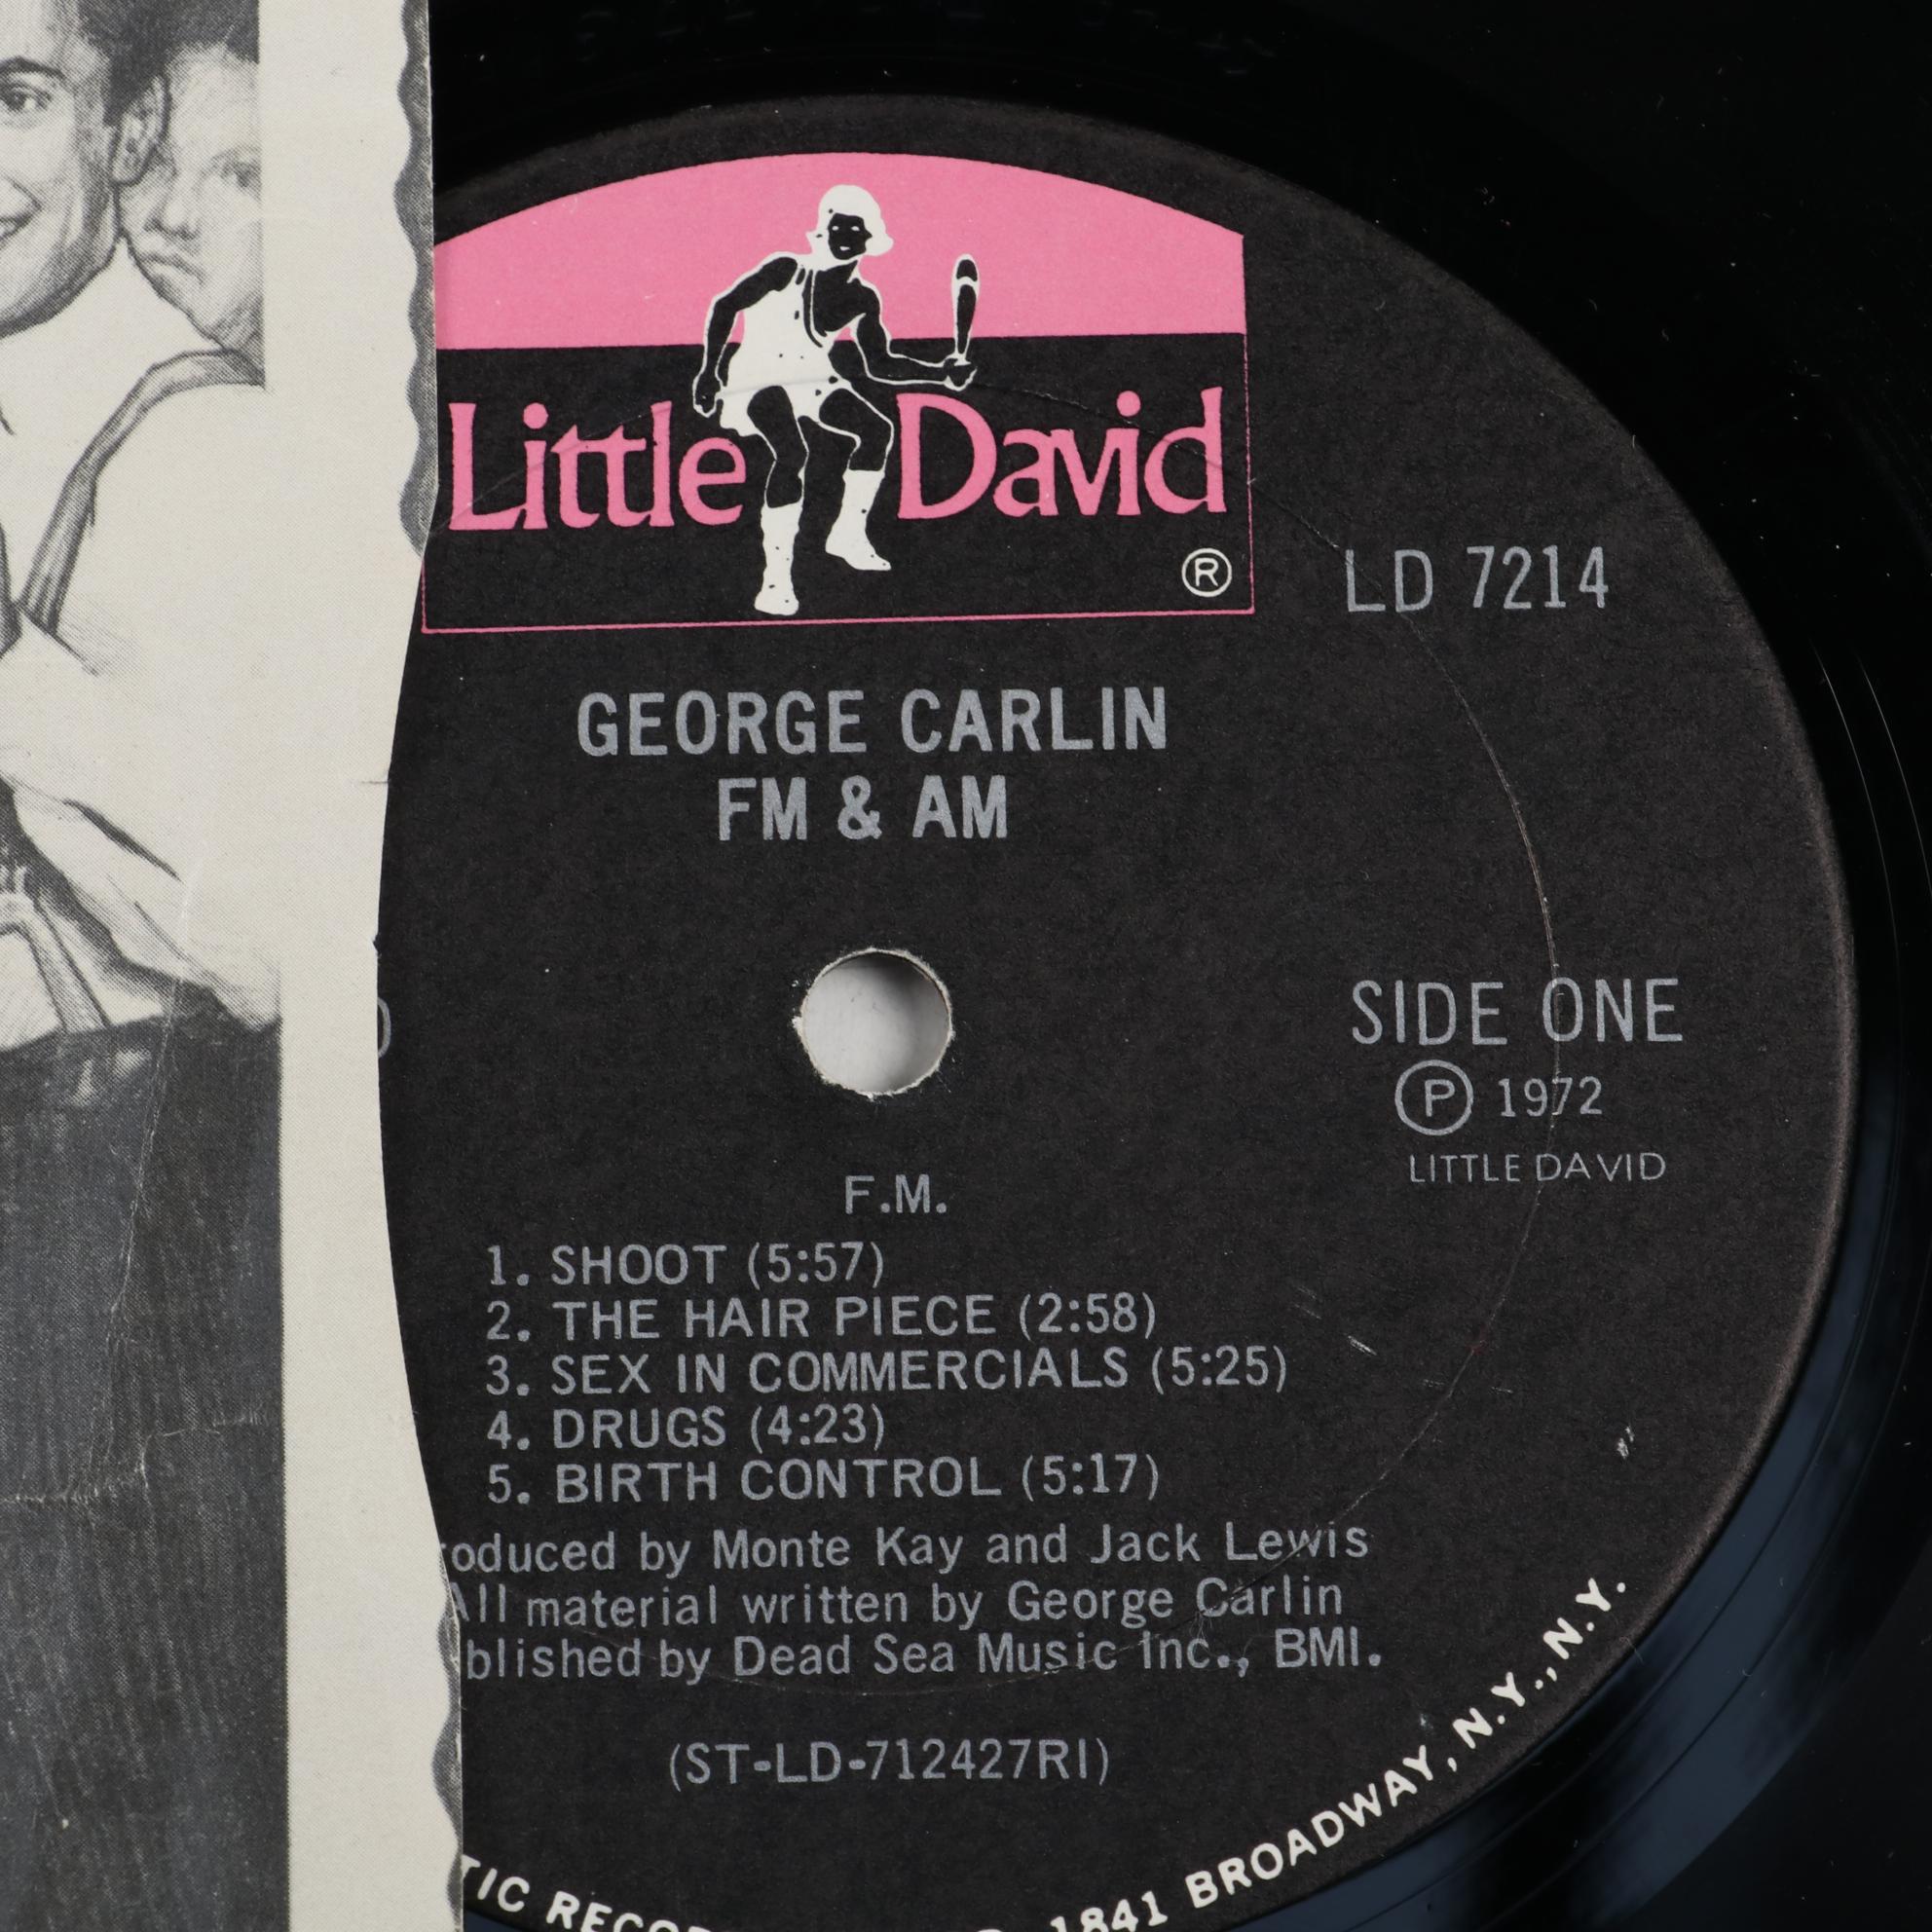 Little David
®
LD 7214
GEORGE CARLIN
FM & AM
SIDE ONE
Ⓟ 1972
LITTLE DAVID
F.M.
1. SHOOT (5:57)
2. THE HAIR PIECE (2:58)
3. SEX IN COMMERCIALS (5:25)
4. DRUGS (4:23)
5. BIRTH CONTROL (5:17)
by Monte Kay and Jack Lewis
All material written by George Carlin
by Dead Sea Music Inc., BMI.
(ST-LD-712427RI)
1841 BROADWAY, N.Y., N.Y.